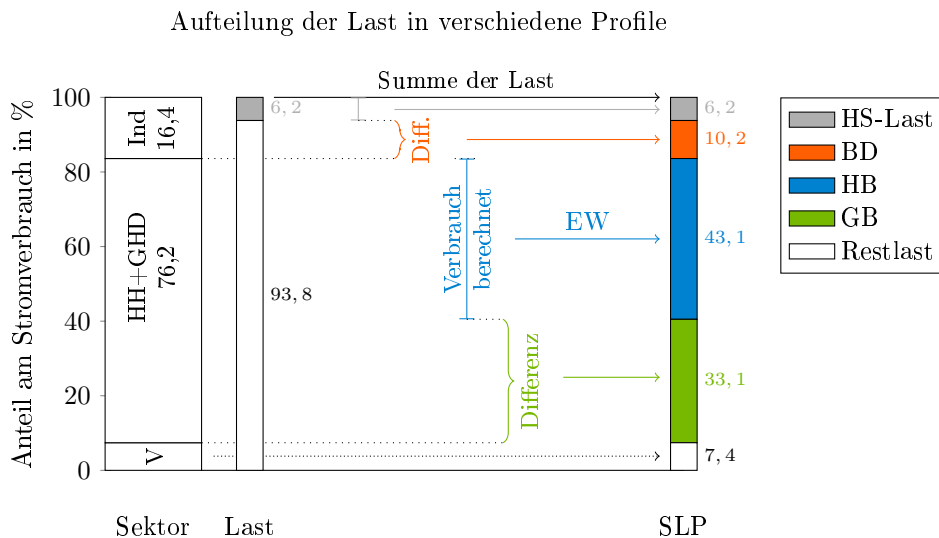 Aufteilung der Last in verschiedene Profile
Anteil am Stromverbrauch in %
100
80
60
40
20
0
Ind
16,4
HH+GHD
76,2
V
6, 2
93, 8
Summe der Last
Diff.
Verbrauch
berechnet
EW
Differenz
6, 2
10, 2
43, 1
33, 1
7, 4
Sektor
Last
SLP
HS-Last
BD
HB
GB
Restlast